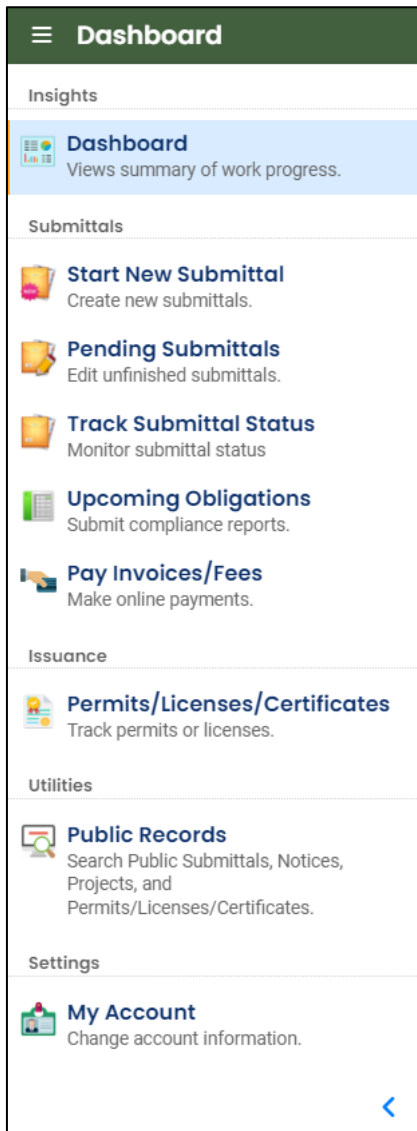 Dashboard
Insights
Dashboard
Views summary of work progress.
Submittals
Start New Submittal
Create new submittals.
Pending Submittals
Edit unfinished submittals.
Track Submittal Status
Monitor submittal status
Upcoming Obligations
Submit compliance reports.
Pay Invoices/Fees
Make online payments.
Issuance
Permits/Licenses/Certificates
Track permits or licenses.
Utilities
Public Records
Search Public Submittals, Notices,
Projects, and
Permits/Licenses/Certificates.
Settings
My Account
Change account information.